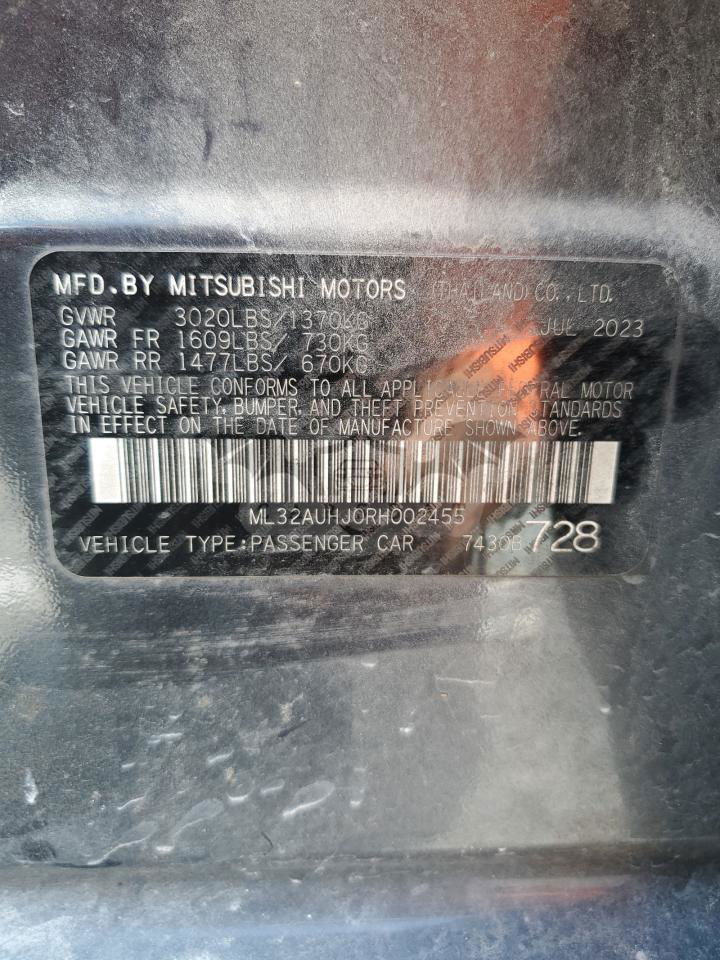 MFD.BY MITSUBISHI MOTORS (THAILAND) CO.,LTD.
GVWR 3020LBS/1370KG JUL 2023
GAWR FR 1609LBS/ 730KG
GAWR RR 1477LBS/ 670KG
THIS VEHICLE CONFORMS TO ALL APPLICABLE FEDERAL MOTOR
VEHICLE SAFETY, BUMPER, AND THEFT PREVENTION STANDARDS
IN EFFECT ON THE DATE OF MANUFACTURE SHOWN ABOVE.
ML32AUHJ0RH002455
VEHICLE TYPE:PASSENGER CAR 7430B 728